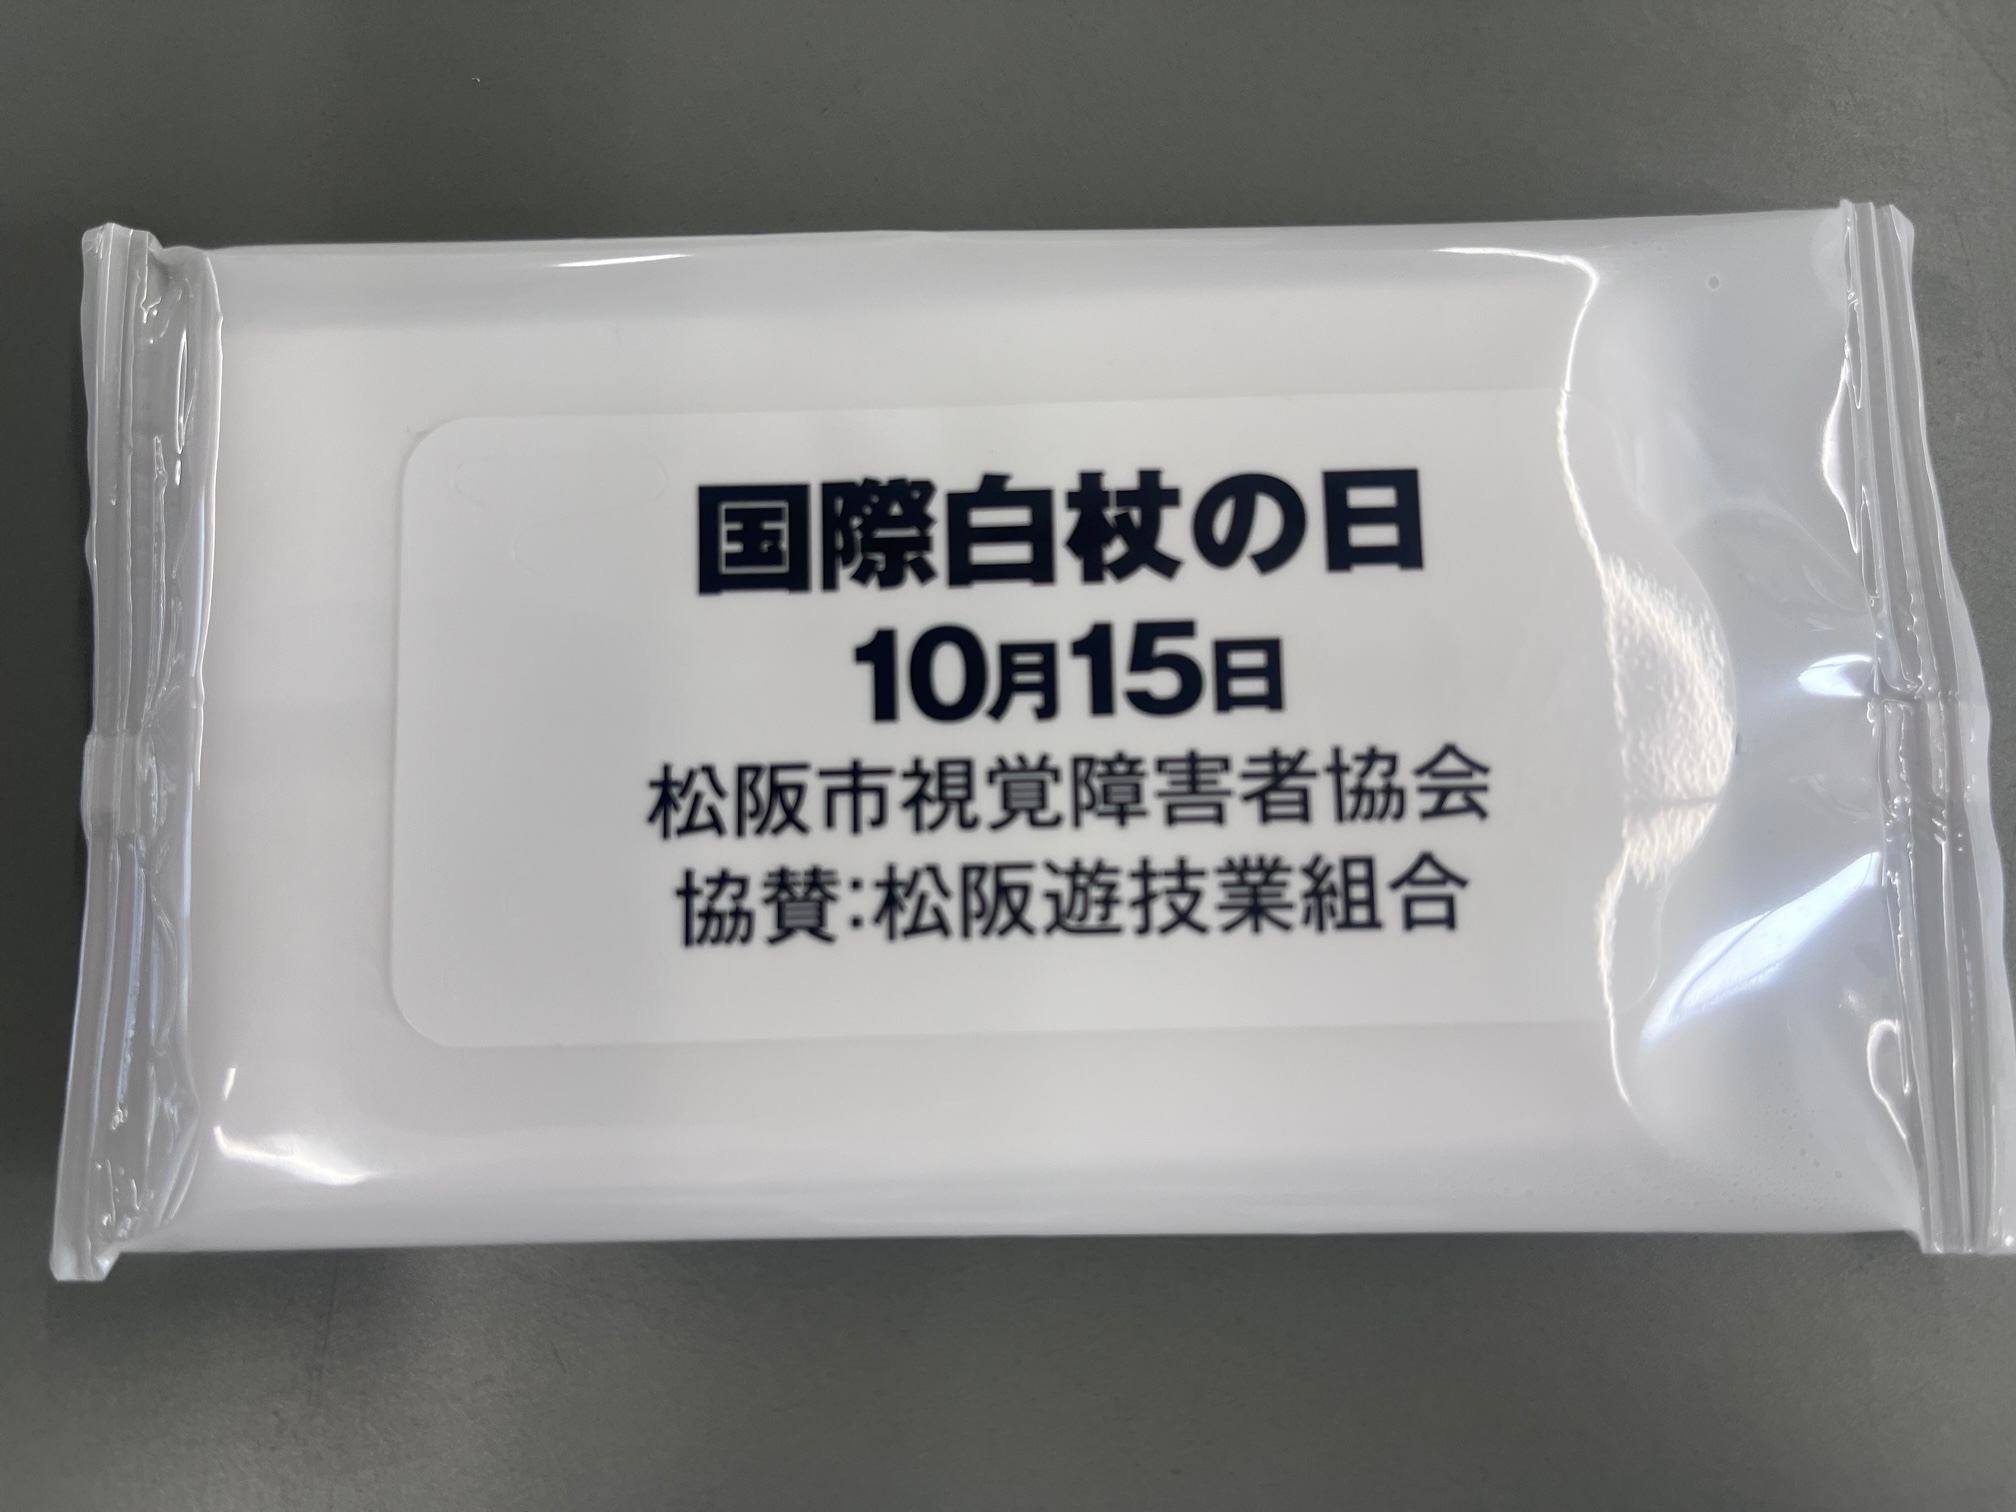 国際白杖の日
10月15日
松阪市視覚障害者協会
協賛:松阪遊技業組合